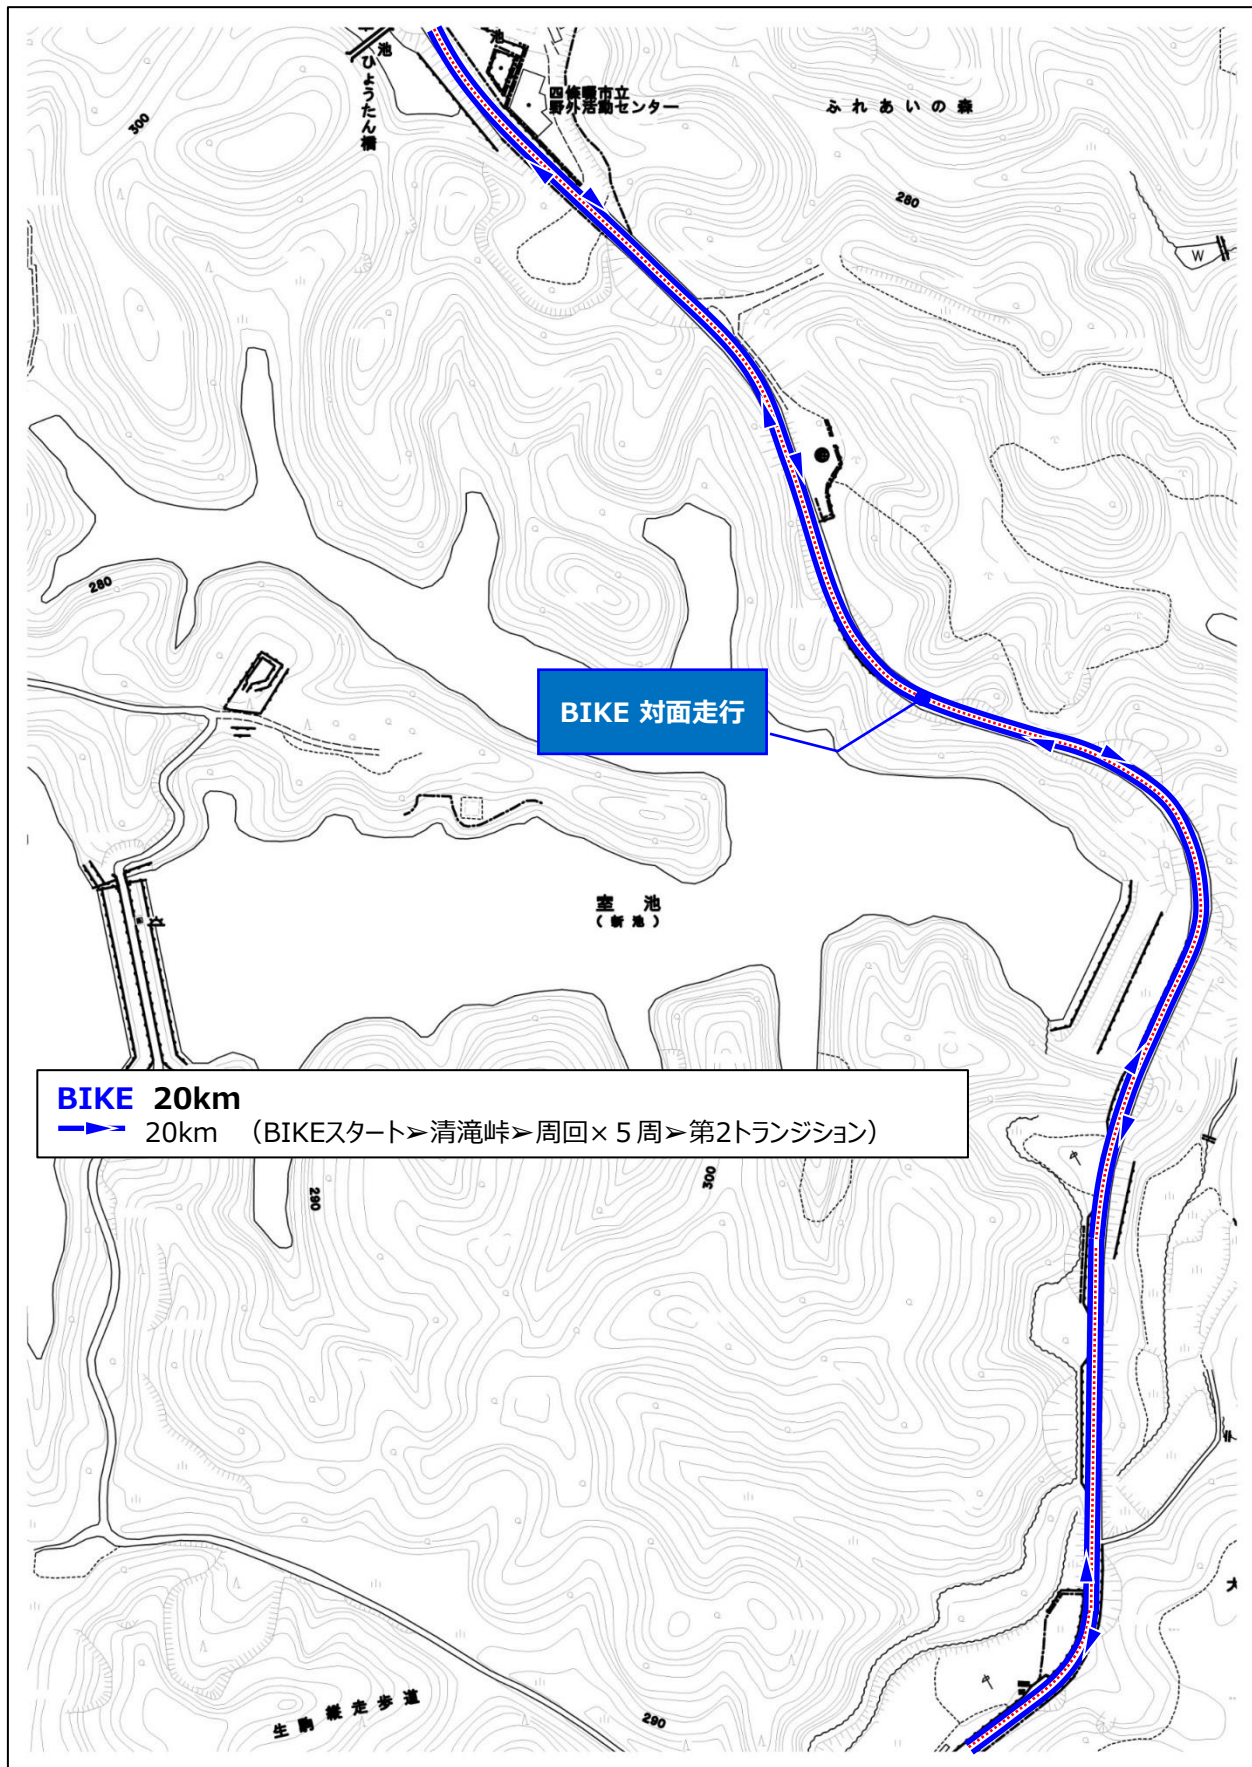 池
池
ひょうたん橋
四條畷市立
野外活動センター
ふれあいの森
300
280
W
280
BIKE 対面走行
室 池
(新池)
BIKE 20km
20km （BIKEスタート➢清滝峠➢周回×５周➢第2トランジション）
290
300
大
生駒縦走歩道
290